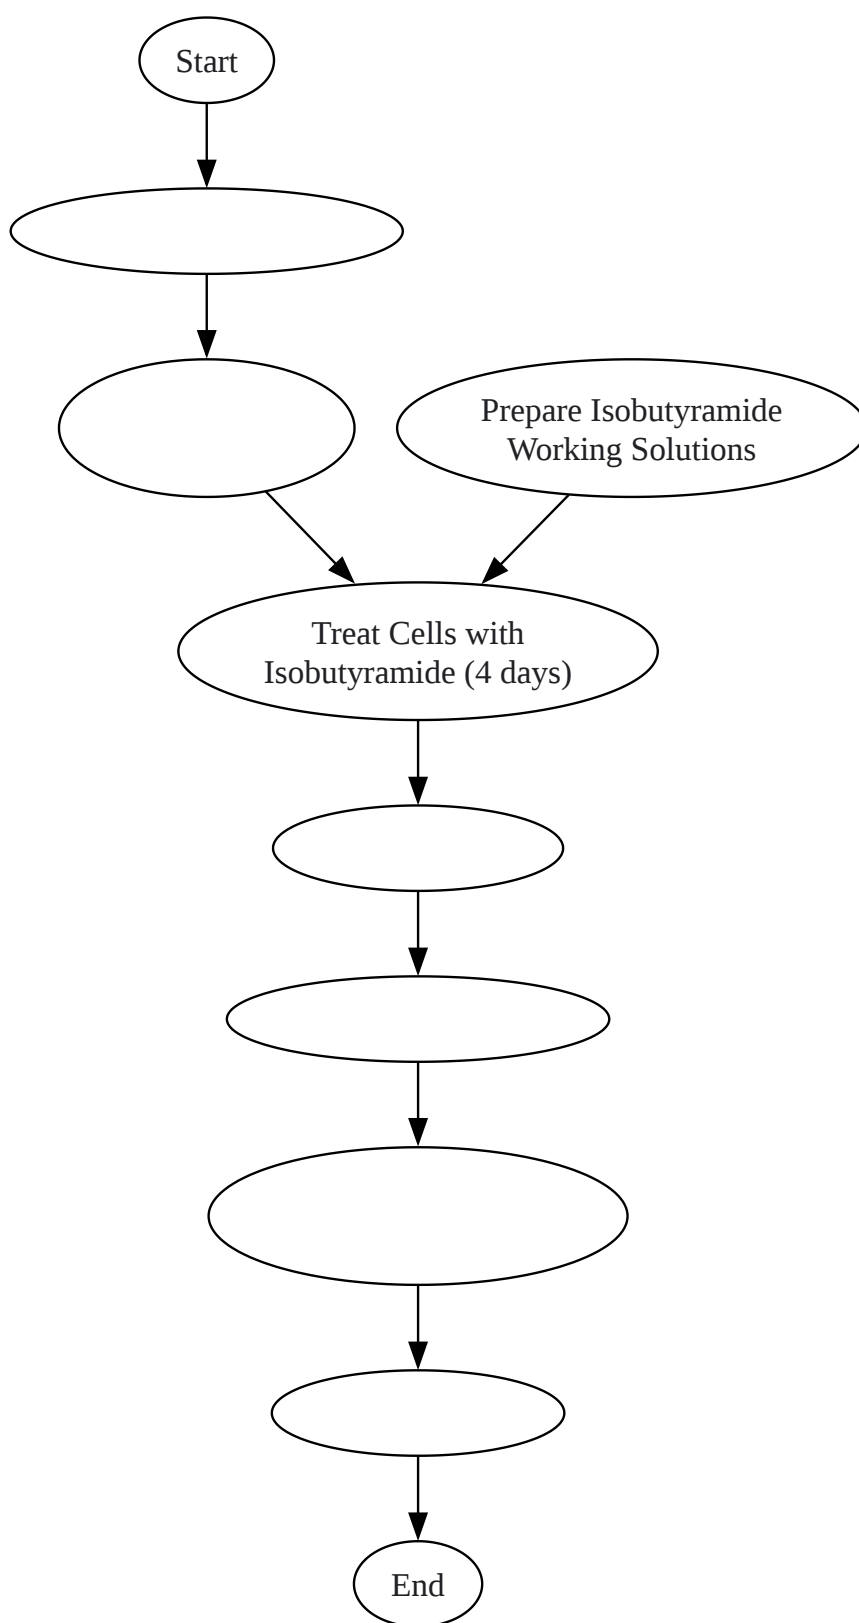 Start
Prepare Isobutyramide
Working Solutions
Treat Cells with
Isobutyramide (4 days)
End